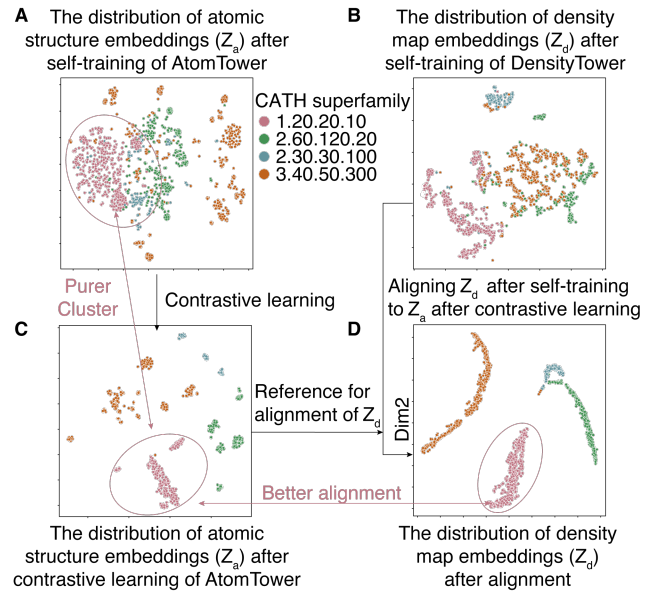 A
The distribution of atomic
structure embeddings (Za) after
self-training of AtomTower
B
The distribution of density
map embeddings (Zd) after
self-training of DensityTower
CATH superfamily
1.20.20.10
2.60.120.20
2.30.30.100
3.40.50.300
Purer
Cluster
Contrastive learning
Aligning Zd after self-training
to Za after contrastive learning
C
D
Reference for
alignment of Zd
Dim2
Better alignment
The distribution of atomic
structure embeddings (Za) after
contrastive learning of AtomTower
The distribution of density
map embeddings (Zd)
after alignment